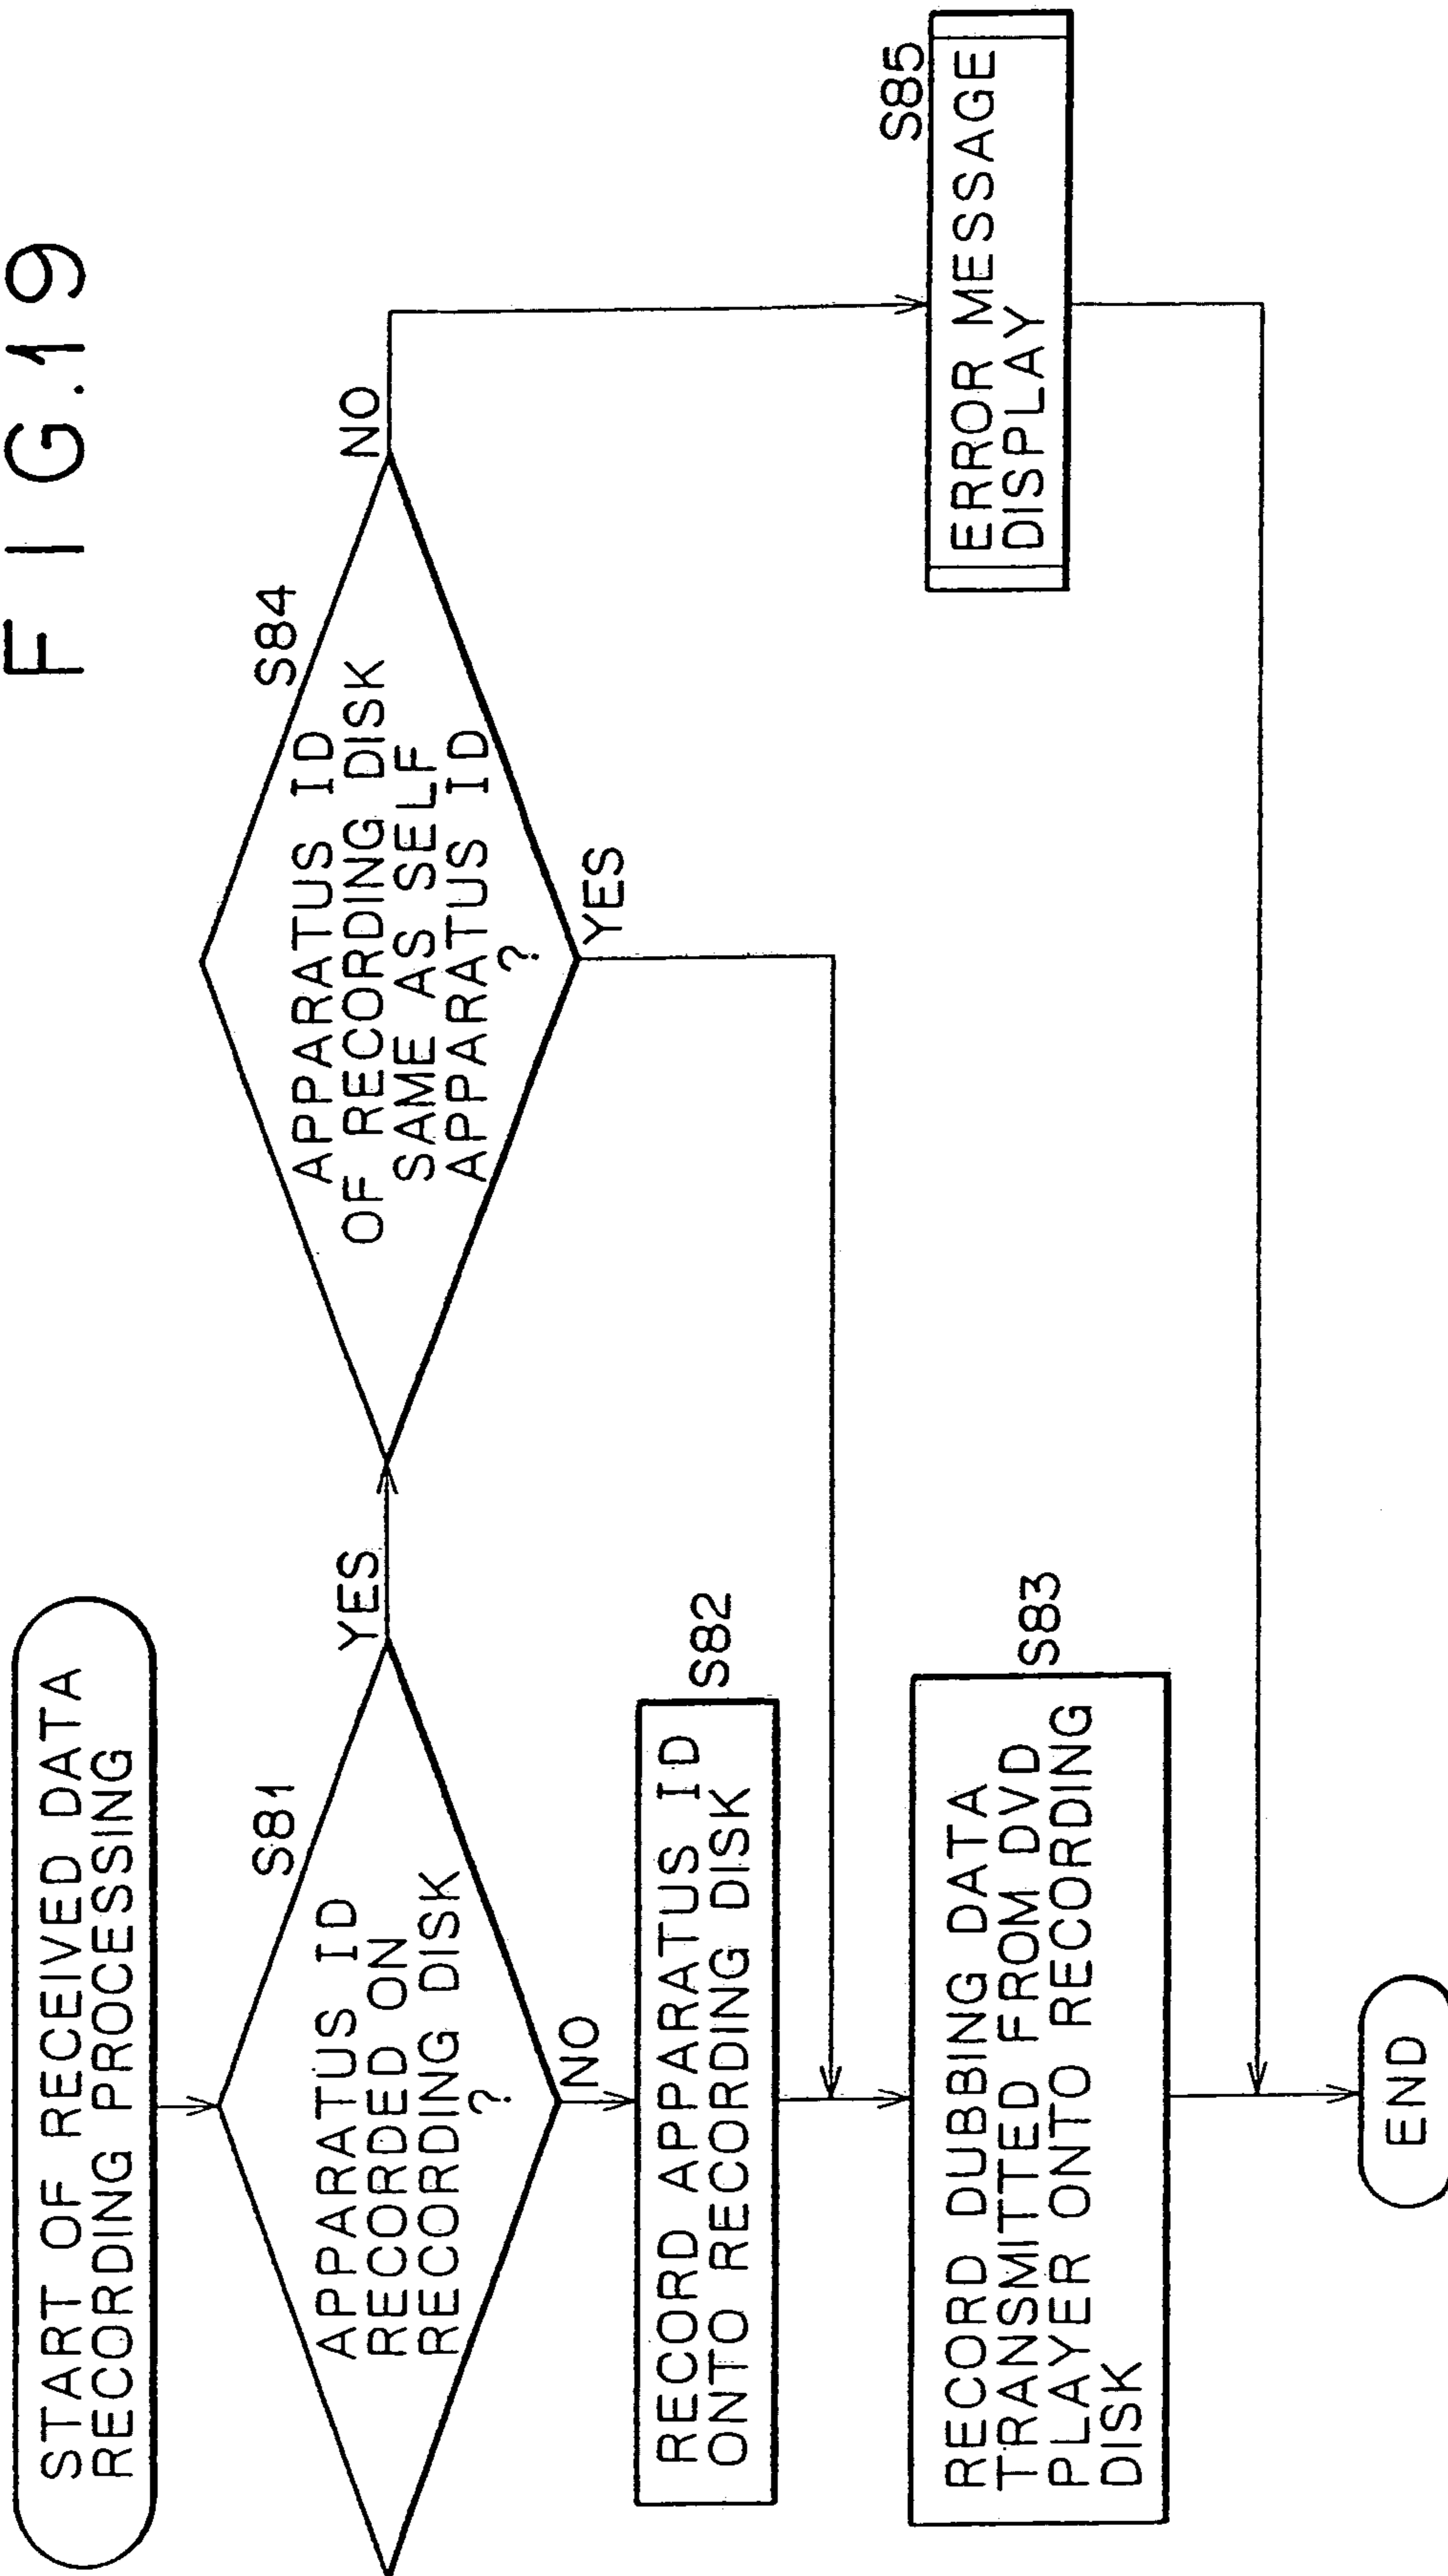 FIG.19
START OF RECEIVED DATA
RECORDING PROCESSING
S81
APPARATUS ID
RECORDED ON
RECORDING DISK
?
YES
NO
S84
APPARATUS ID
OF RECORDING DISK
SAME AS SELF
APPARATUS ID
?
NO
YES
RECORD APPARATUS ID
ONTO RECORDING DISK
S82
S85
ERROR MESSAGE
DISPLAY
RECORD DUBBING DATA
TRANSMITTED FROM DVD
PLAYER ONTO RECORDING
DISK
S83
END